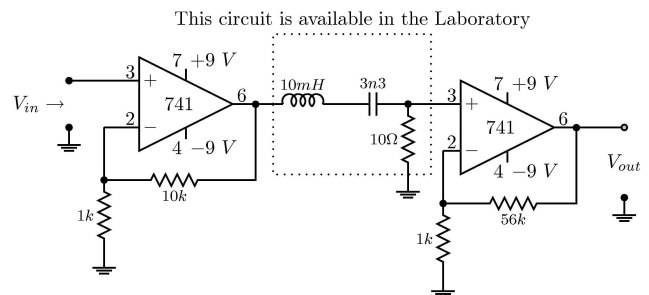 This circuit is available in the Laboratory
7 +9 V
3
+
741
6
10mH
3n3
V_in →
2
−
4 −9 V
10k
1k
10Ω
7 +9 V
3
+
741
6
2
−
4 −9 V
V_out
56k
1k